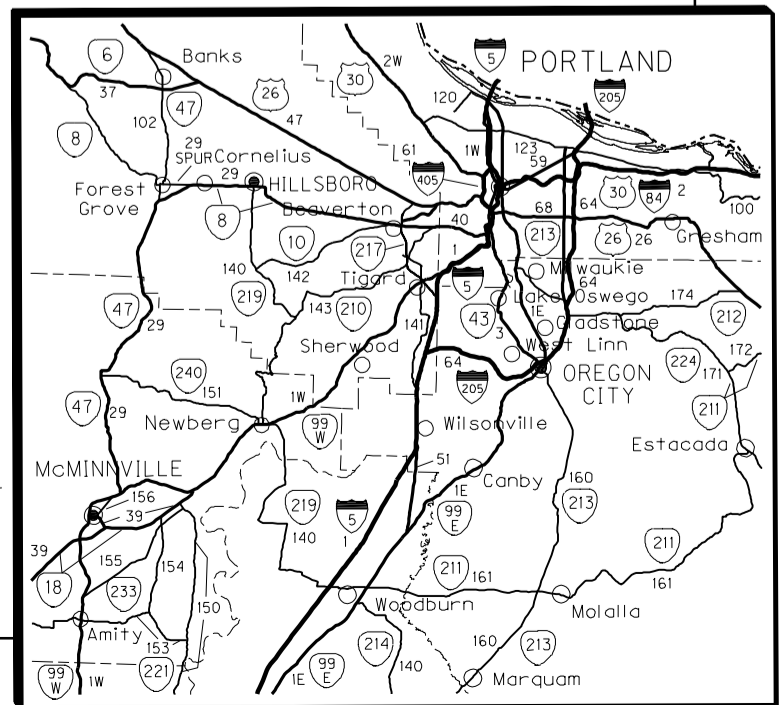 6
Banks
2W
5
PORTLAND
30
26
205
37
47
47
120
8
102
29
SPUR
Cornelius
29
61
1W
123
59
405
Forest
Grove
HILLSBORO
8
Beaverton
40
68
64
30
84
2
100
10
217
1
213
26
26
Gresham
140
142
Tigard
5
Milwaukie
64
47
29
219
143
210
141
Lake Oswego
43
1E
174
212
3
Gladstone
Sherwood
West Linn
172
240
151
64
224
171
1W
205
OREGON
CITY
211
47
29
Newberg
99
W
Wilsonville
Estacada
McMINNVILLE
51
156
1E
Canby
160
39
219
5
99
E
213
39
155
154
140
1
211
18
233
150
211
161
161
Woodburn
Molalla
Amity
153
214
160
213
99
W
1W
221
1E
99
E
140
Marquam